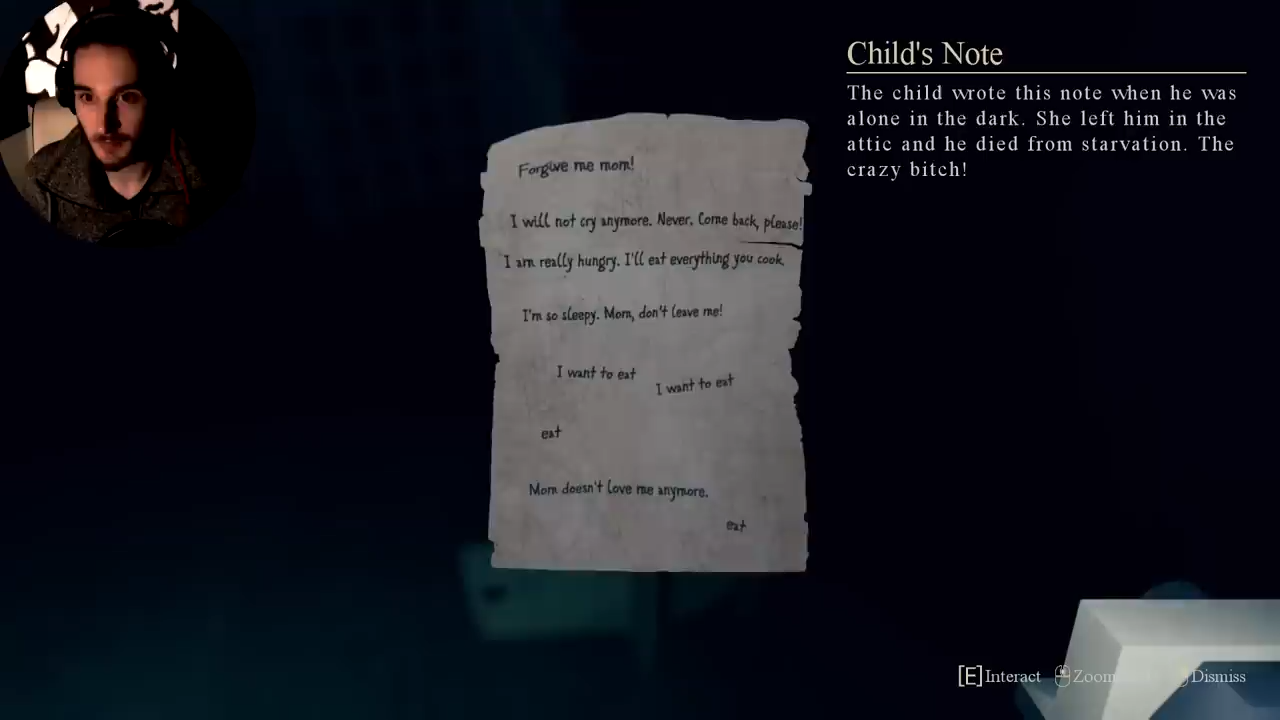 Child's Note
The child wrote this note when he was
alone in the dark. She left him in the
attic and he died from starvation. The
crazy bitch!
Forgive me mom!
I will not cry anymore. Never. Come back, please!
I am really hungry. I'll eat everything you cook.
I'm so sleepy. Mom, don't leave me!
I want to eat I want to eat
eat
Mom doesn't love me anymore.
eat
[E]Interact Zoom Dismiss